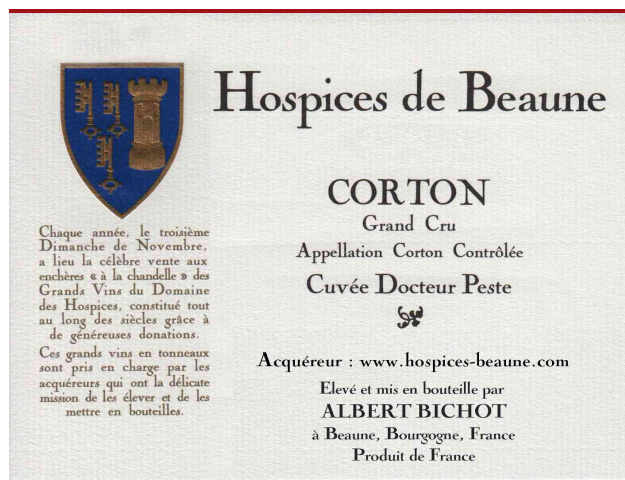 Hospices de Beaune
CORTON
Grand Cru
Appellation Corton Contrôlée
Cuvée Docteur Peste
Acquéreur : www.hospices-beaune.com
Elevé et mis en bouteille par
ALBERT BICHOT
à Beaune, Bourgogne, France
Produit de France
Chaque année, le troisième
Dimanche de Novembre,
a lieu la célèbre vente aux
enchères « à la chandelle » des
Grands Vins du Domaine
des Hospices, constitué tout
au long des siècles grâce à
de généreuses donations.
Ces grands vins en tonneaux
sont pris en charge par les
acquéreurs qui ont la délicate
mission de les élever et de les
mettre en bouteilles.